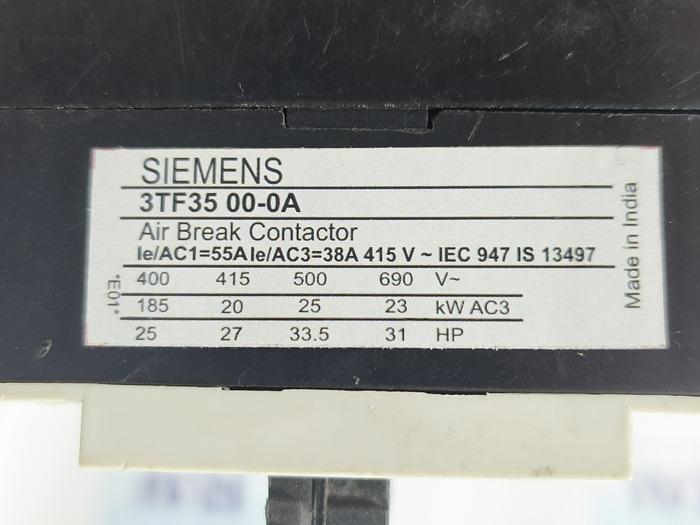 SIEMENS
3TF35 00-0A
Air Break Contactor
Ie/AC1=55A Ie/AC3=38A 415 V ~ IEC 947 IS 13497
400 415 500 690 V~
185 20 25 23 kW AC3
25 27 33.5 31 HP
*E01*
Made in India